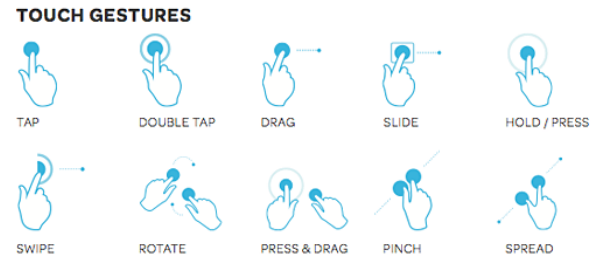 TOUCH GESTURES
TAP
DOUBLE TAP
DRAG
SLIDE
HOLD / PRESS
SWIPE
ROTATE
PRESS & DRAG
PINCH
SPREAD